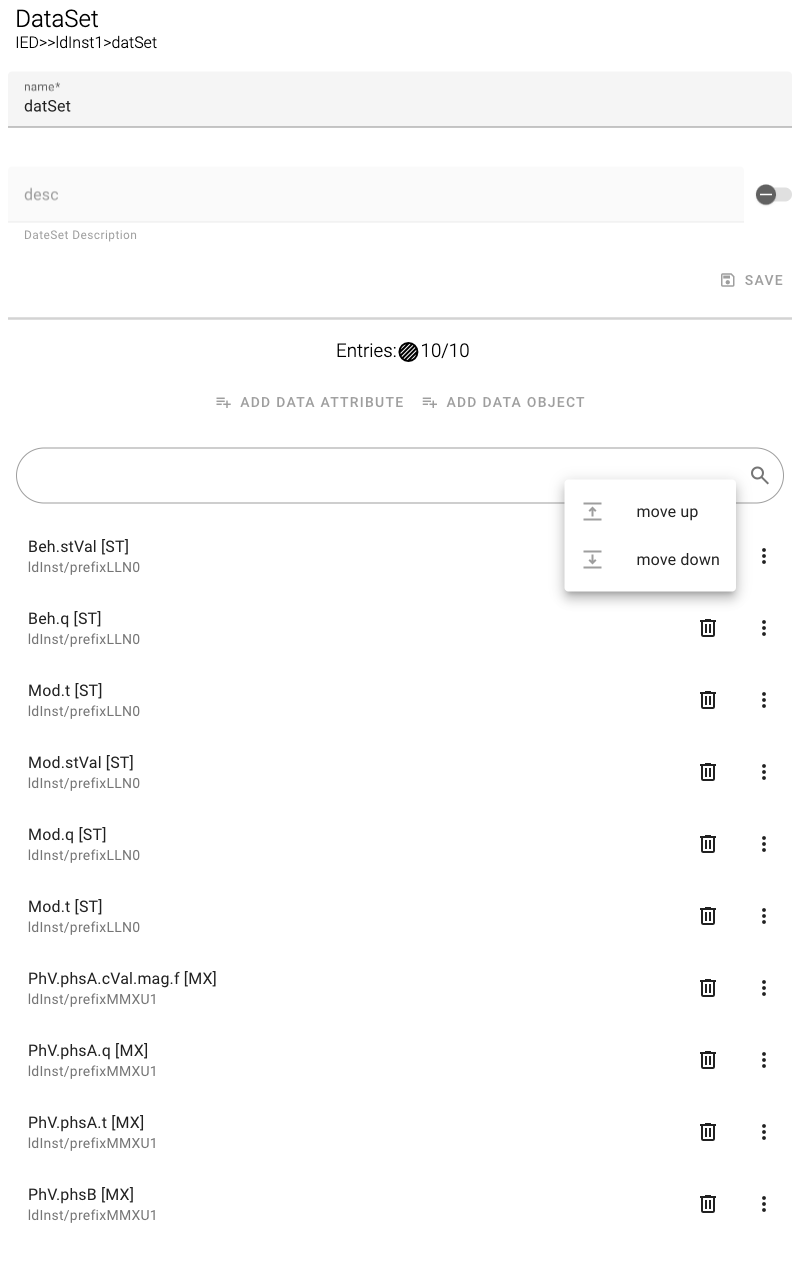 DataSet
IED>>ldInst1>datSet
name*
datSet
desc
DateSet Description
SAVE
Entries: 10/10
ADD DATA ATTRIBUTE ADD DATA OBJECT
move up
move down
Beh.stVal [ST]
ldInst/prefixLLN0
Beh.q [ST]
ldInst/prefixLLN0
Mod.t [ST]
ldInst/prefixLLN0
Mod.stVal [ST]
ldInst/prefixLLN0
Mod.q [ST]
ldInst/prefixLLN0
Mod.t [ST]
ldInst/prefixLLN0
PhV.phsA.cVal.mag.f [MX]
ldInst/prefixMMXU1
PhV.phsA.q [MX]
ldInst/prefixMMXU1
PhV.phsA.t [MX]
ldInst/prefixMMXU1
PhV.phsB [MX]
ldInst/prefixMMXU1